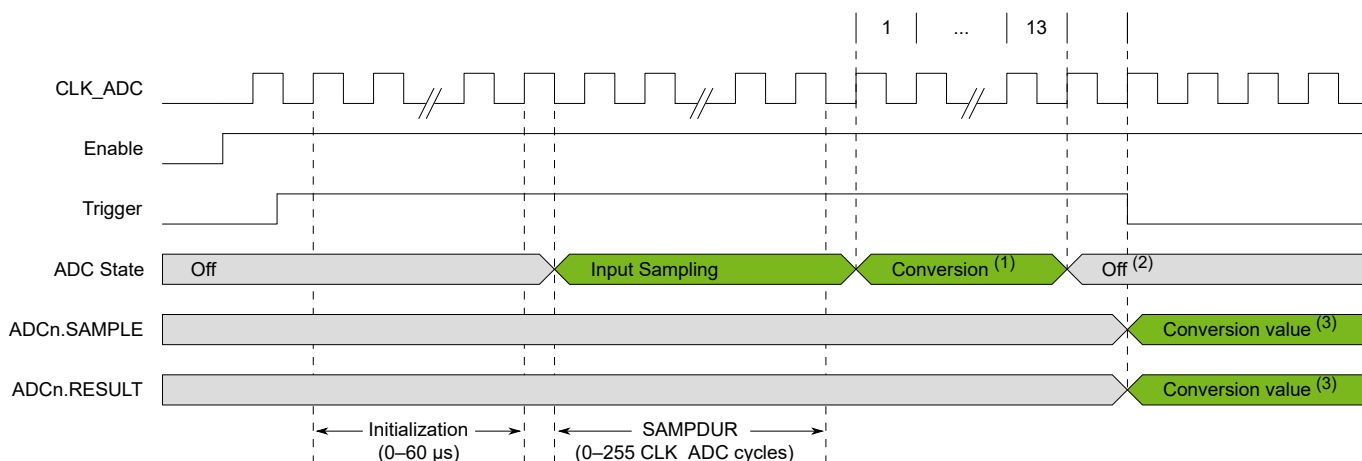 1 ... 13
CLK_ADC
Enable
Trigger
ADC State Off Input Sampling Conversion (1) Off (2)
ADCn.SAMPLE Conversion value (3)
ADCn.RESULT Conversion value (3)
Initialization SAMPDUR
(0–60 µs) (0–255 CLK_ADC cycles)